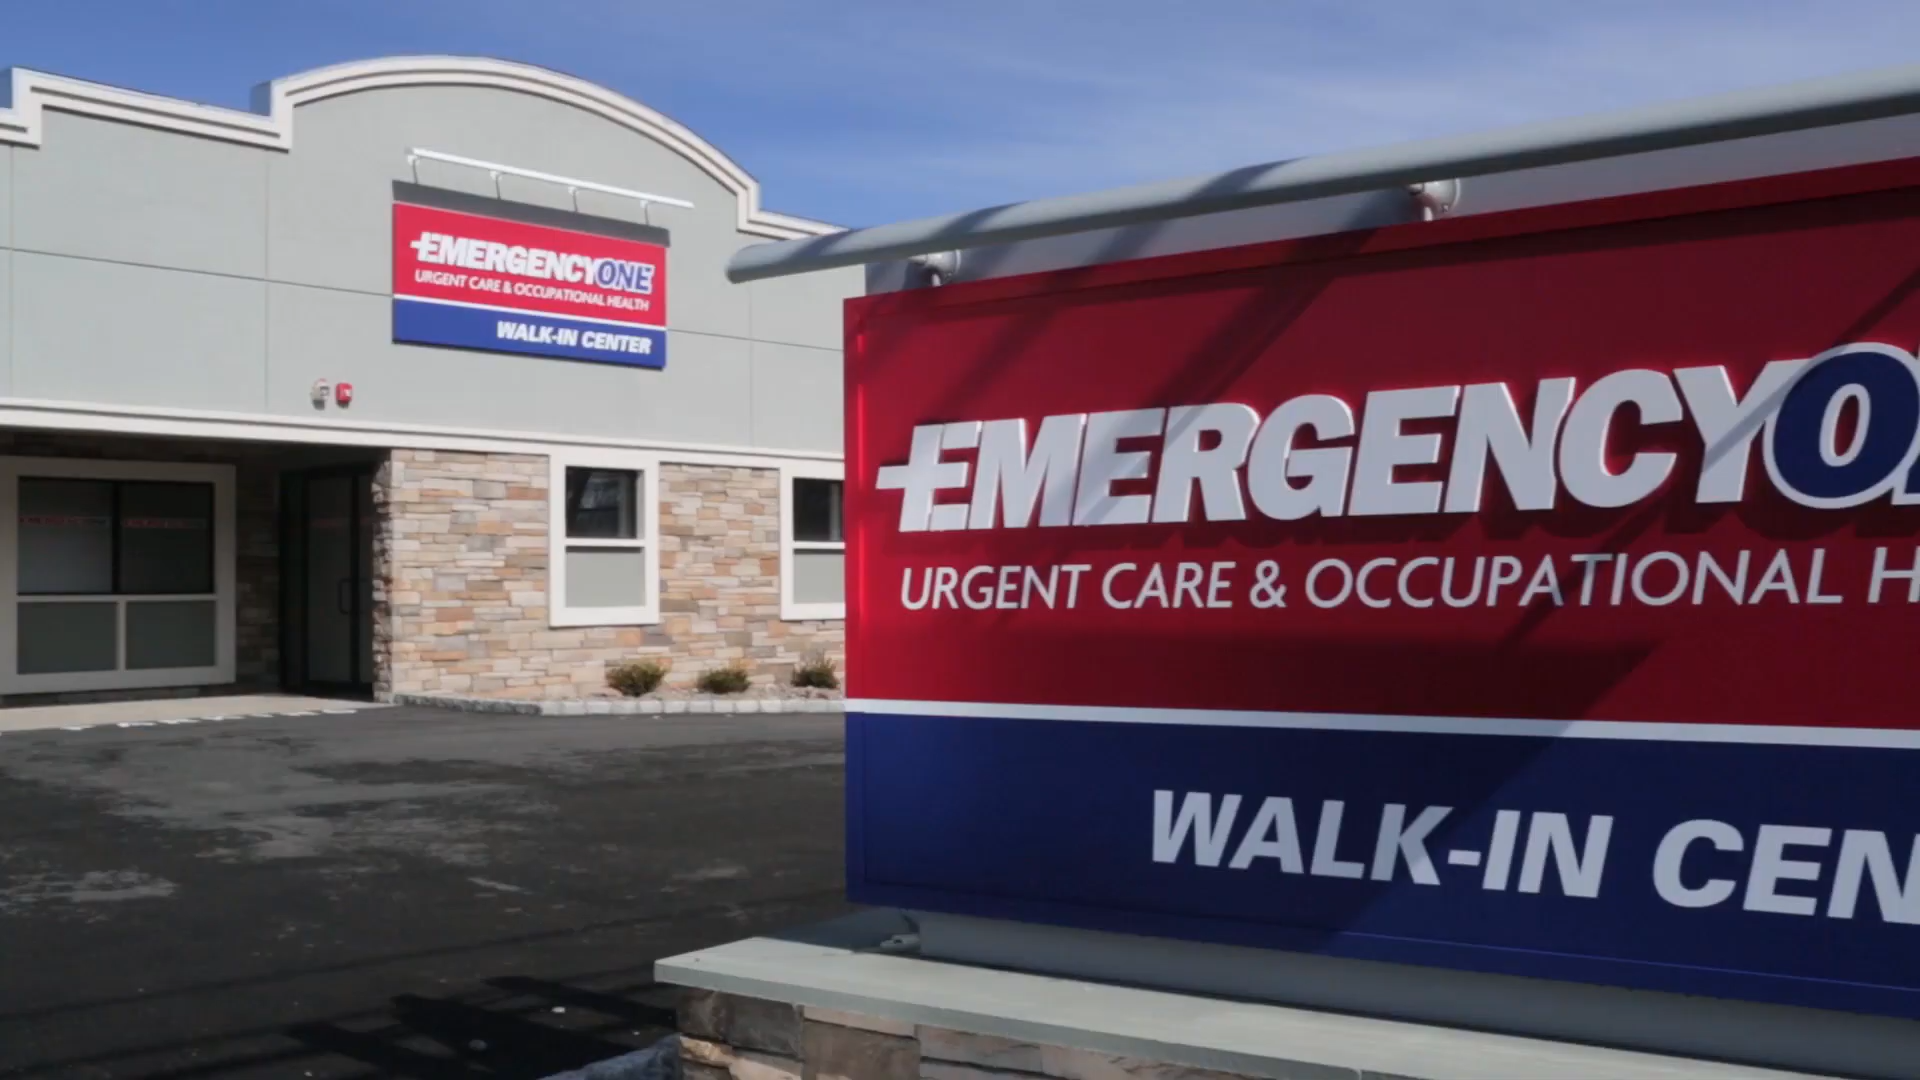 EMERGENCYONE
URGENT CARE & OCCUPATIONAL HEALTH
WALK-IN CENTER
EMERGENCYO
URGENT CARE & OCCUPATIONAL H
WALK-IN CEN